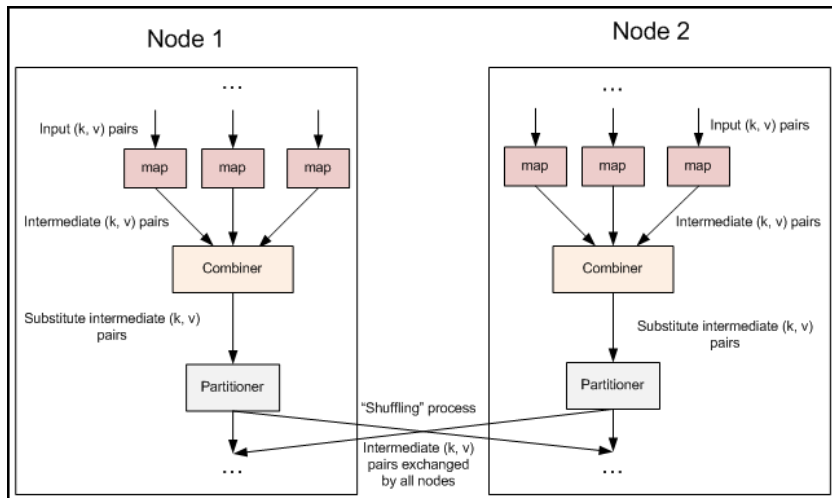 Node 1
Node 2
...
...
Input (k, v) pairs
Input (k, v) pairs
map
map
map
map
map
map
Intermediate (k, v) pairs
Intermediate (k, v) pairs
Combiner
Combiner
Substitute intermediate (k, v)
pairs
Substitute intermediate (k, v)
pairs
Partitioner
Partitioner
“Shuffling” process
Intermediate (k, v)
pairs exchanged
by all nodes
...
...